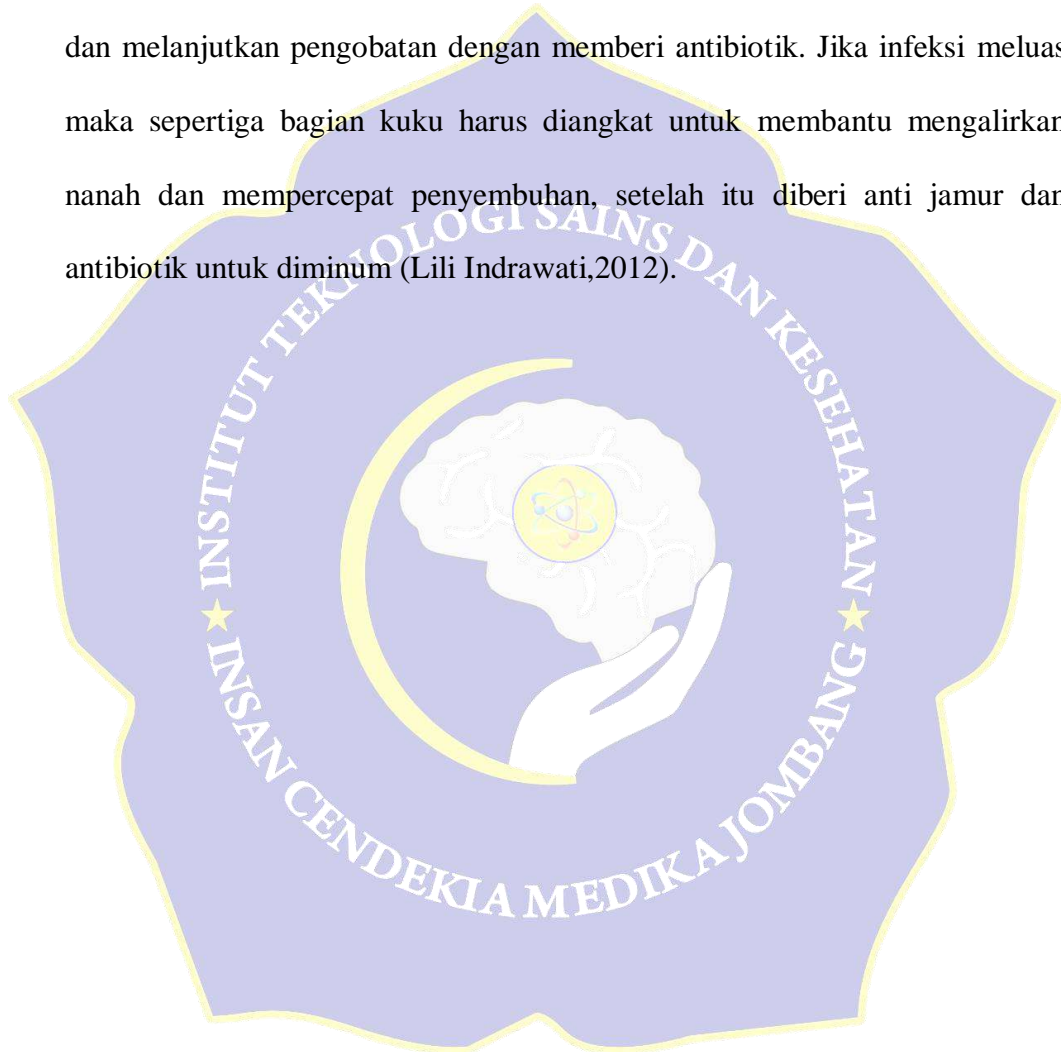 dan melanjutkan pengobatan dengan memberi antibiotik. Jika infeksi meluas
maka sepertiga bagian kuku harus diangkat untuk membantu mengalirkan
nanah dan mempercepat penyembuhan, setelah itu diberi anti jamur dan
antibiotik untuk diminum (Lili Indrawati,2012).
INSTITUT TEKNOLOGI SAINS DAN KESEHATAN
INSAN CENDEKIA MEDIKA JOMBANG